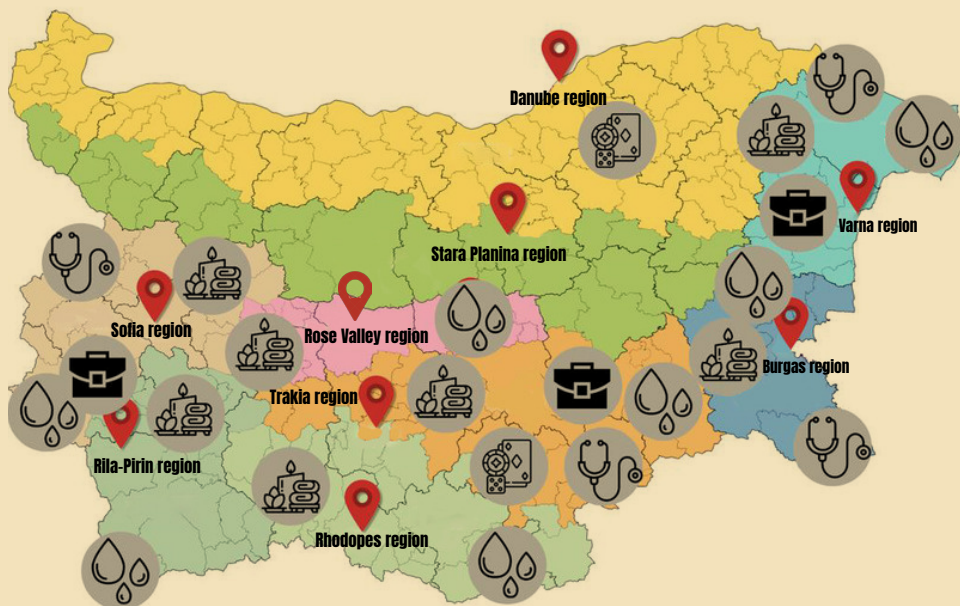 Danube region
Varna region
Stara Planina region
Sofia region
Rose Valley region
Burgas region
Trakia region
Rila-Pirin region
Rhodopes region